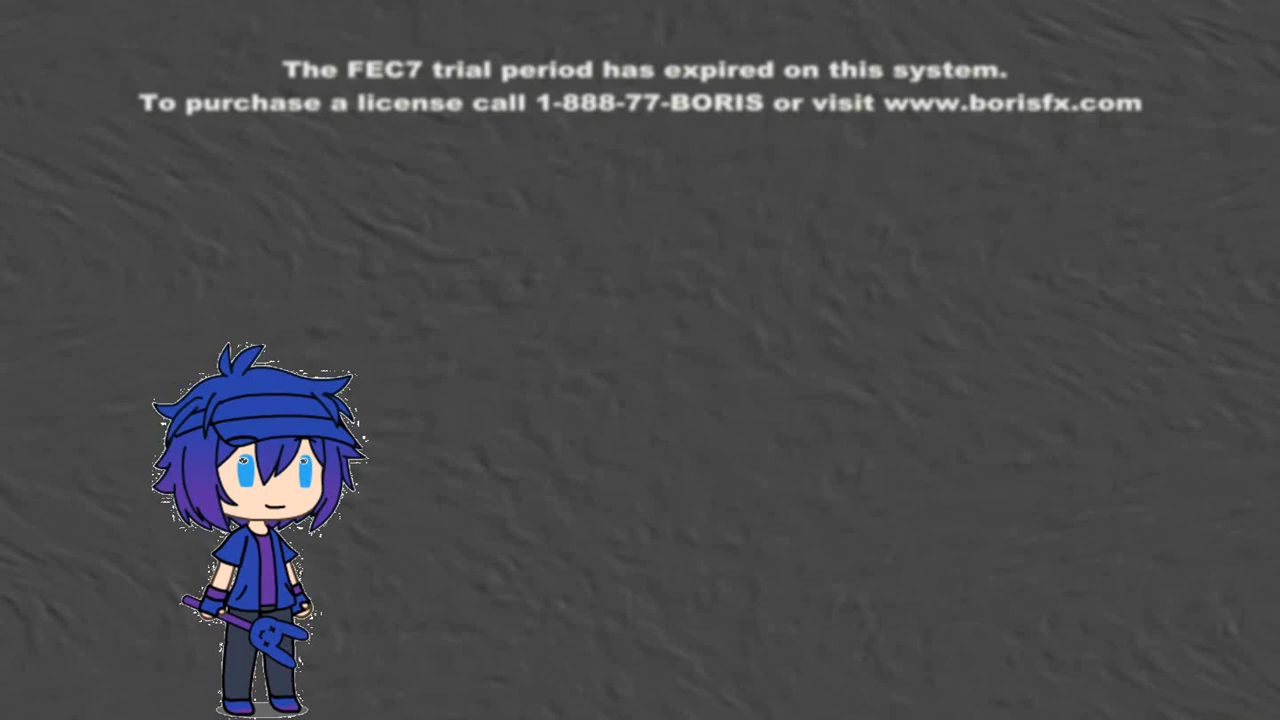 The FEC7 trial period has expired on this system.
To purchase a license call 1-888-77-BORIS or visit www.borisfx.com